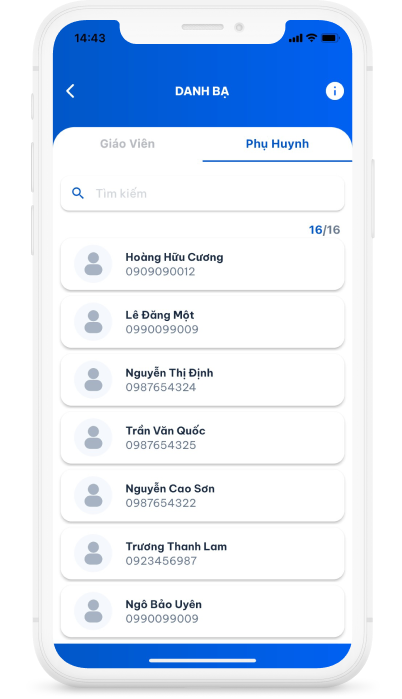 14:43
DANH BẠ
Giáo Viên
Phụ Huynh
Tìm kiếm
16/16
Hoàng Hữu Cương
0909090012
Lê Đăng Một
0990099009
Nguyễn Thị Định
0987654324
Trần Văn Quốc
0987654325
Nguyễn Cao Sơn
0987654322
Trương Thanh Lam
0923456987
Ngô Bảo Uyên
0990099009